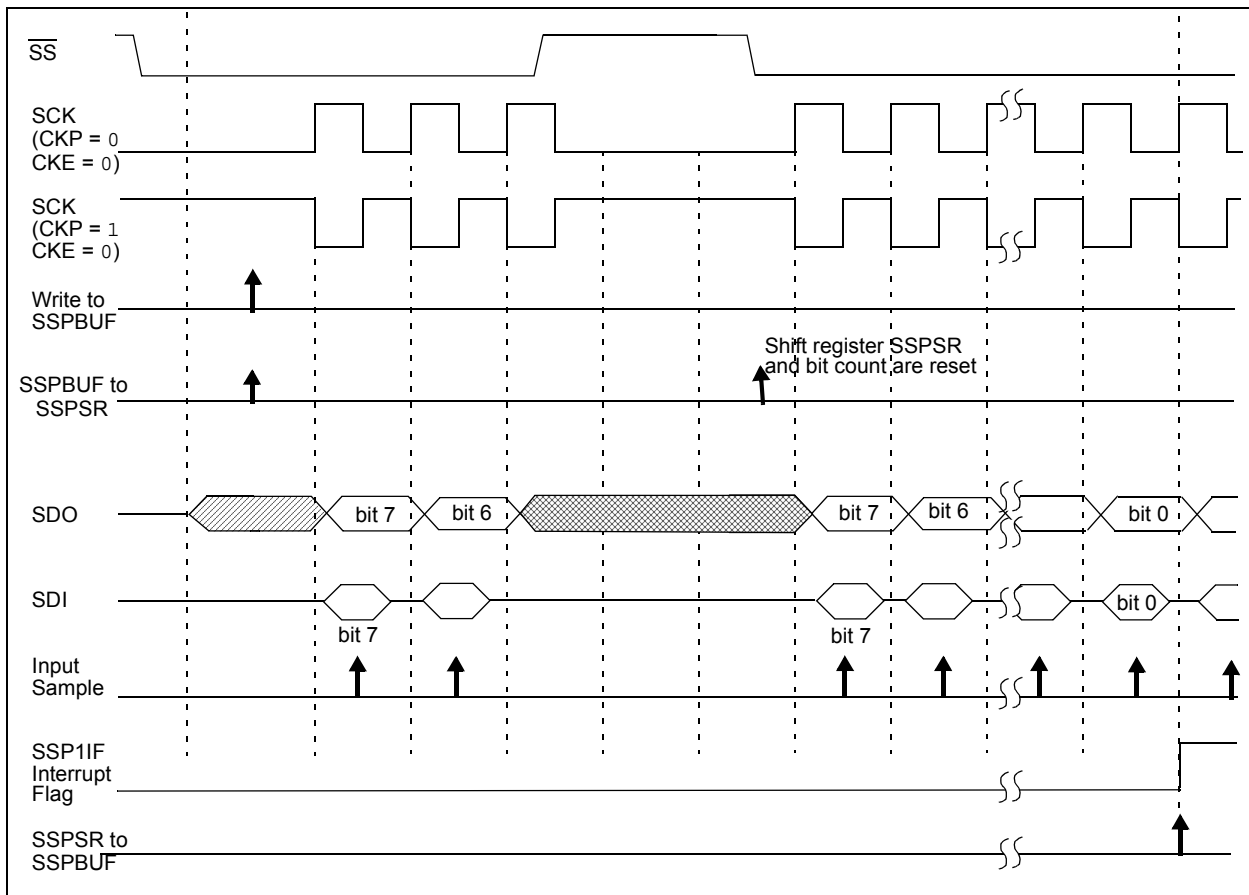 SS
SCK
(CKP = 0
CKE = 0)
SCK
(CKP = 1
CKE = 0)
Write to
SSPBUF
Shift register SSPSR
and bit count are reset
SSPBUF to
SSPSR
SDO
bit 7
bit 6
bit 7
bit 6
bit 0
SDI
bit 0
bit 7
bit 7
Input
Sample
SSP1IF
Interrupt
Flag
SSPSR to
SSPBUF